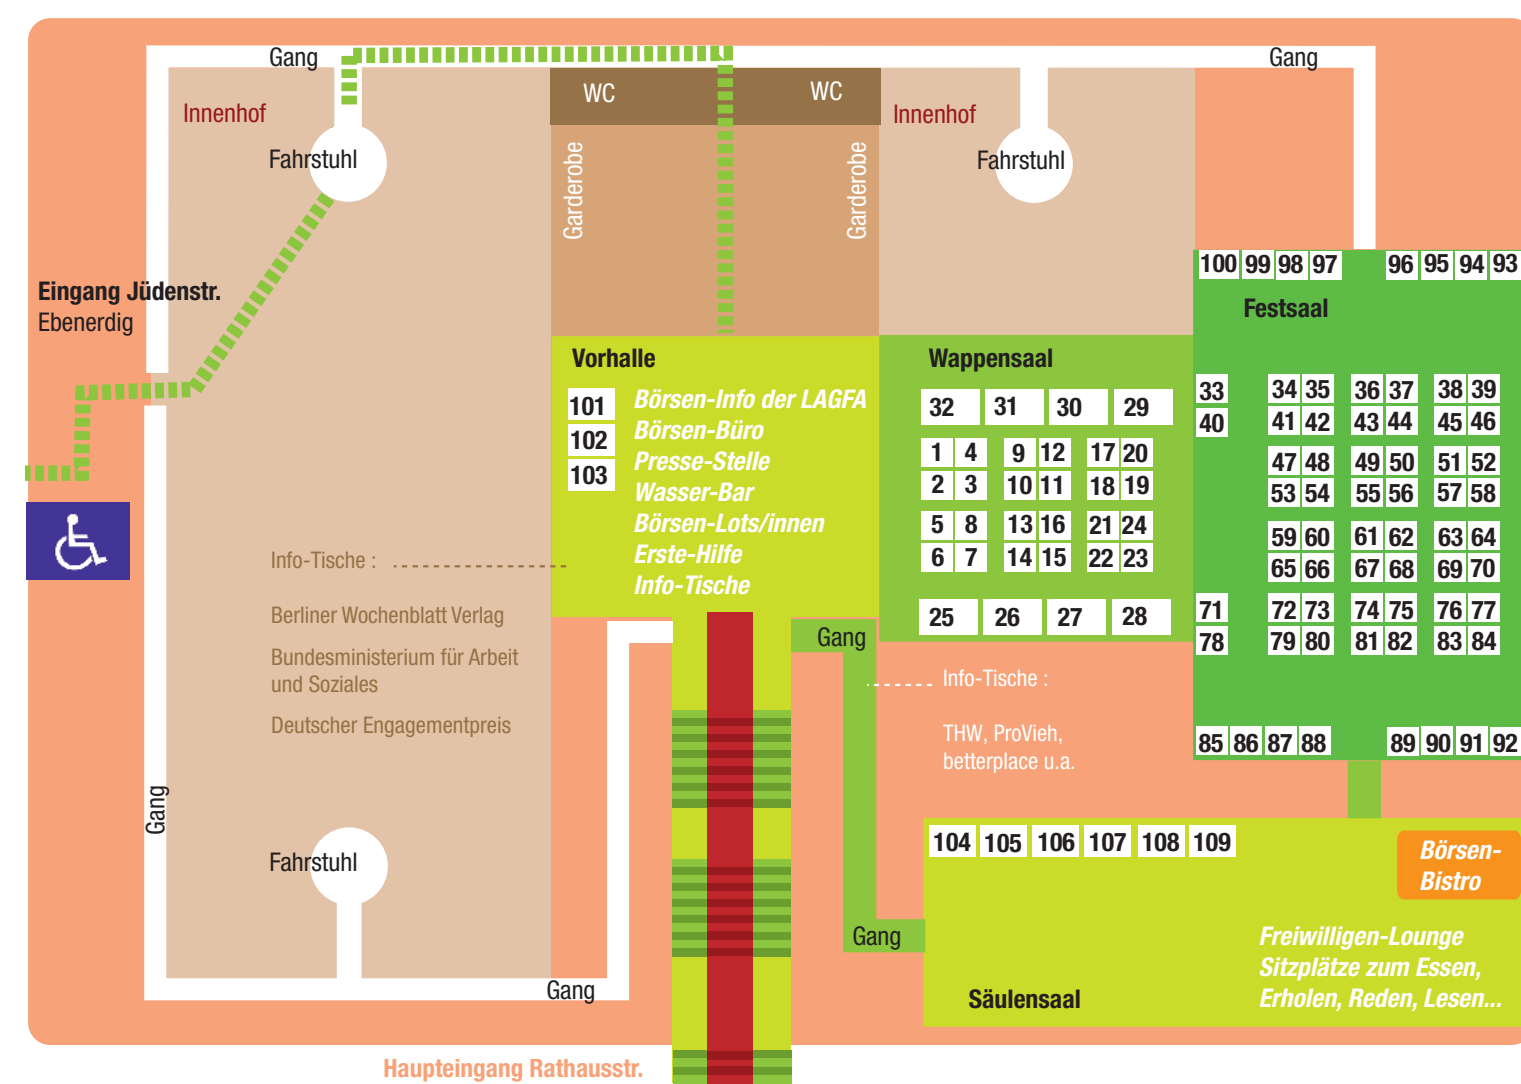 Gang
Gang
WC
WC
Innenhof
Innenhof
Fahrstuhl
Fahrstuhl
Garderobe
Garderobe
Eingang Jüdenstr.
Ebenerdig
100 99 98 97 96 95 94 93
Festsaal
33 34 35 36 37 38 39
40 41 42 43 44 45 46
47 48 49 50 51 52
53 54 55 56 57 58
59 60 61 62 63 64
65 66 67 68 69 70
71 72 73 74 75 76 77
78 79 80 81 82 83 84
85 86 87 88 89 90 91 92
Vorhalle
101
102
103
Börsen-Info der LAGFA
Börsen-Büro
Presse-Stelle
Wasser-Bar
Börsen-Lots/innen
Erste-Hilfe
Info-Tische
Wappensaal
32 31 30 29
1 4 9 12 17 20
2 3 10 11 18 19
5 8 13 16 21 24
6 7 14 15 22 23
25 26 27 28
Info-Tische :
Berliner Wochenblatt Verlag
Bundesministerium für Arbeit
und Soziales
Deutscher Engagementpreis
Gang
Info-Tische :
THW, ProVieh,
betterplace u.a.
Gang
Fahrstuhl
Gang
Gang
104 105 106 107 108 109
Börsen-
Bistro
Freiwilligen-Lounge
Sitzplätze zum Essen,
Erholen, Reden, Lesen...
Säulensaal
Haupteingang Rathausstr.